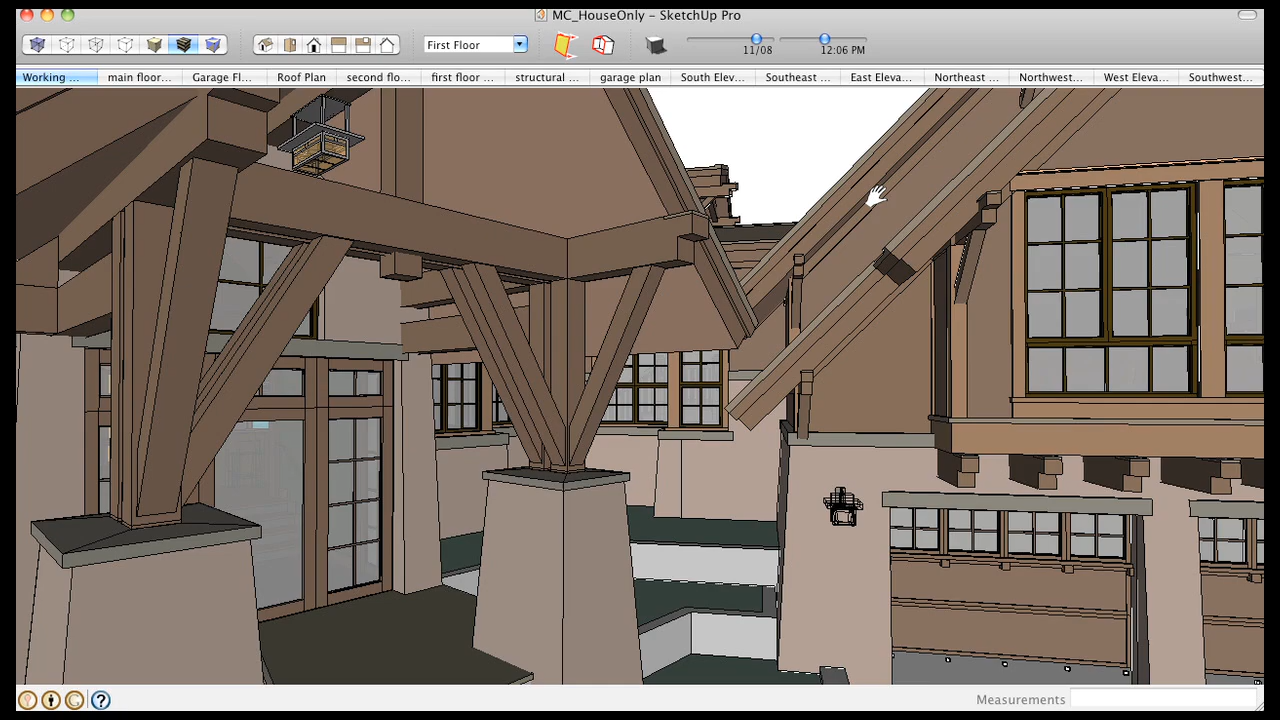 MC_HouseOnly – SketchUp Pro
First Floor
11/08
12:06 PM
Working ...
main floor...
Garage Fl...
Roof Plan
second flo...
first floor ...
structural ...
garage plan
South Elev...
Southeast ...
East Eleva...
Northeast ...
Northwest...
West Eleva...
Southwest...
Measurements